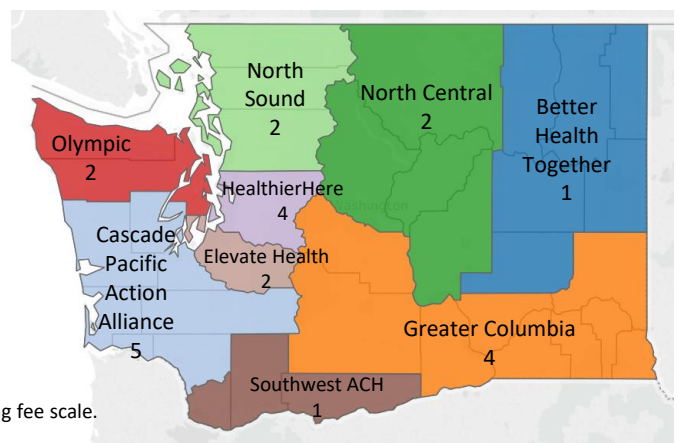 North
Sound
2
North Central
2
Better
Health
Together
1
Olympic
2
HealthierHere
4
Washington
Cascade
Pacific
Action
Alliance
5
Elevate Health
2
Greater Columbia
4
Southwest ACH
1
g fee scale.